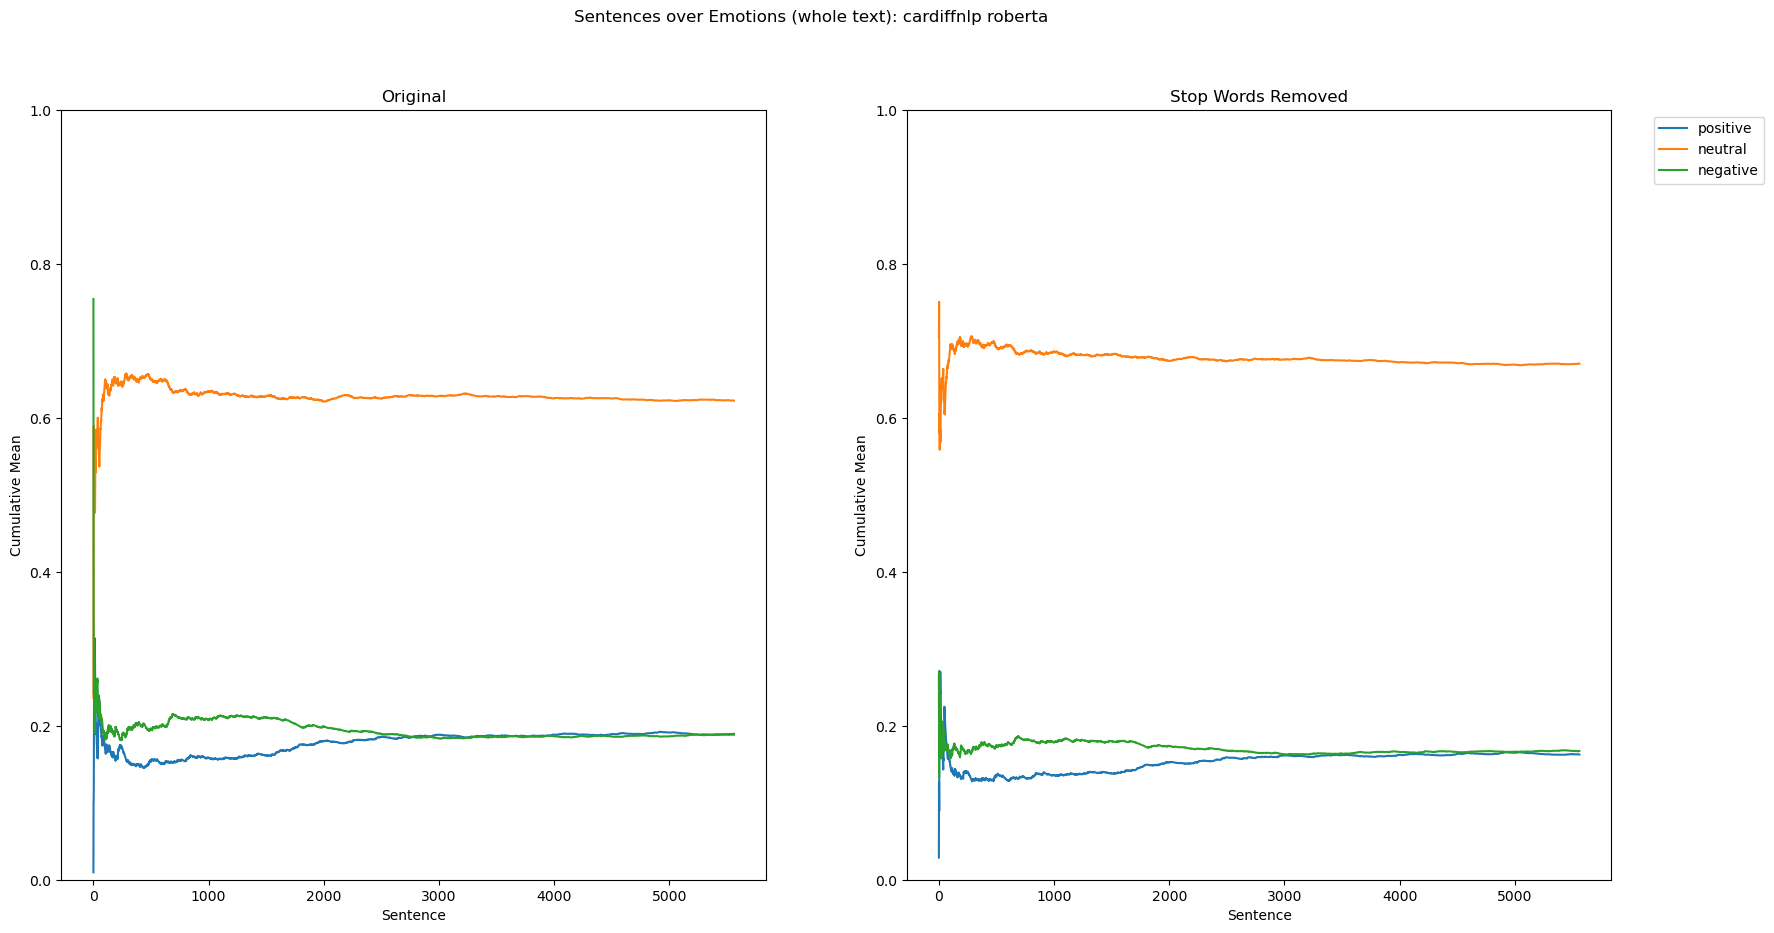 Sentences over Emotions (whole text): cardiffnlp roberta
Original
Cumulative Mean
1.0
0.8
0.6
0.4
0.2
0.0
0 1000 2000 3000 4000 5000
Sentence
Stop Words Removed
Cumulative Mean
1.0
0.8
0.6
0.4
0.2
0.0
0 1000 2000 3000 4000 5000
Sentence
positive
neutral
negative